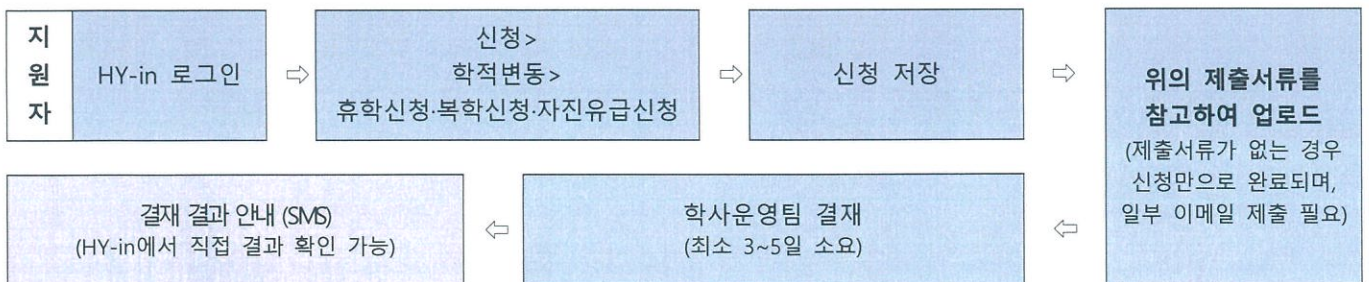 지
원
자
HY-in 로그인
신청>
학적변동>
휴학신청·복학신청·자진유급신청
신청 저장
위의 제출서류를
참고하여 업로드
(제출서류가 없는 경우
신청만으로 완료되며,
일부 이메일 제출 필요)
학사운영팀 결재
(최소 3~5일 소요)
결재 결과 안내 (SMS)
(HY-in에서 직접 결과 확인 가능)